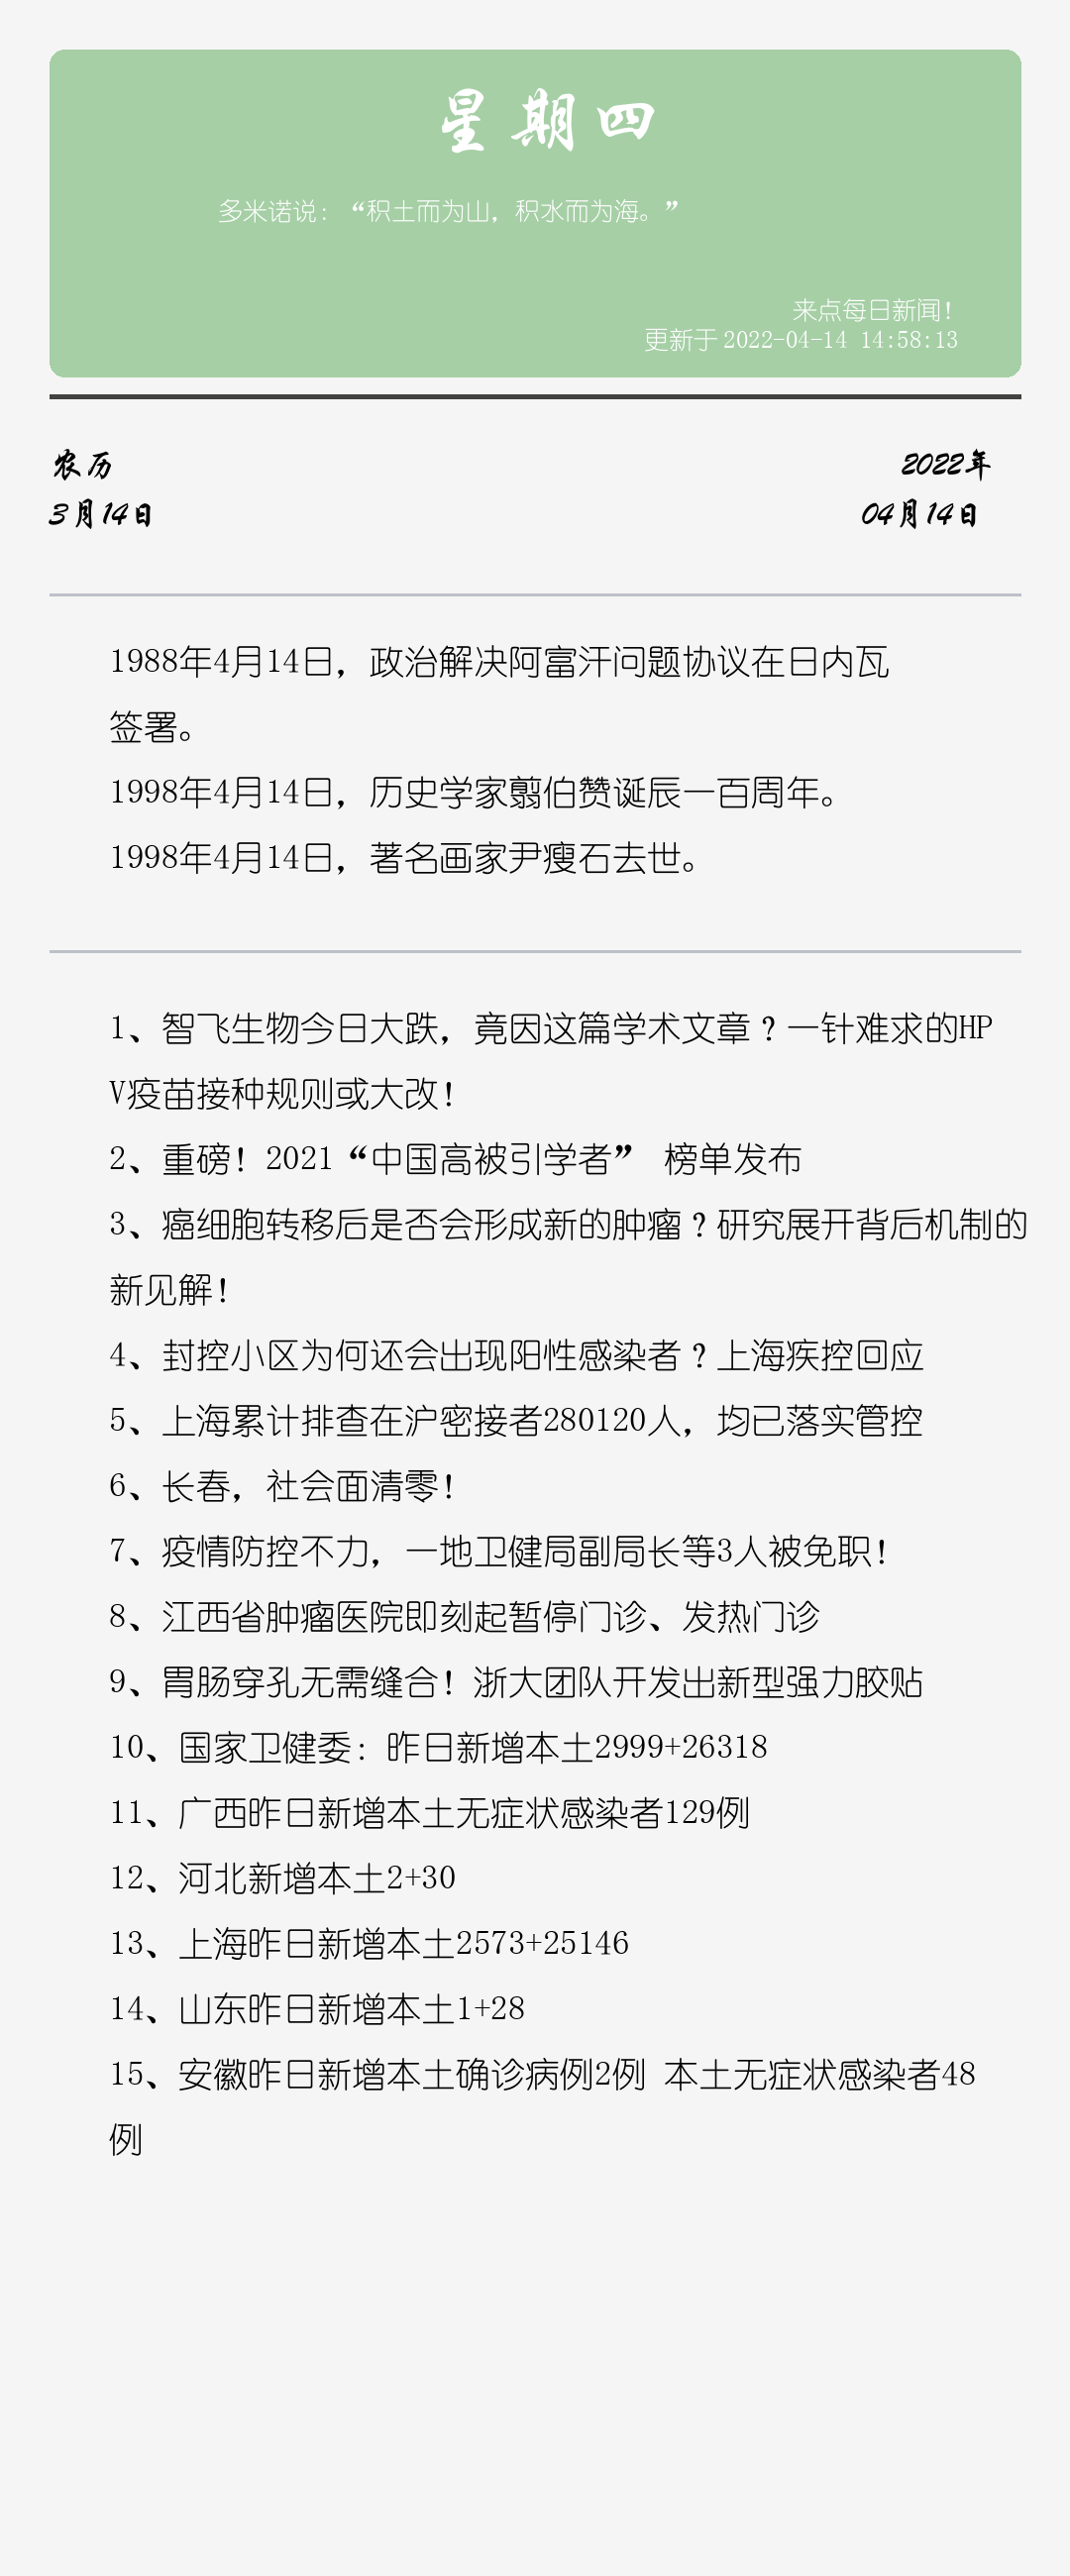 星期四
多米诺说：“积土而为山，积水而为海。”
来点每日新闻！
更新于 2022-04-14 14:58:13
农历
2022年
3月14日
04月14日
1988年4月14日，政治解决阿富汗问题协议在日内瓦
签署。
1998年4月14日，历史学家翦伯赞诞辰一百周年。
1998年4月14日，著名画家尹瘦石去世。
1、智飞生物今日大跌，竟因这篇学术文章？一针难求的HP
V疫苗接种规则或大改！
2、重磅！2021“中国高被引学者” 榜单发布
3、癌细胞转移后是否会形成新的肿瘤？研究展开背后机制的
新见解！
4、封控小区为何还会出现阳性感染者？上海疾控回应
5、上海累计排查在沪密接者280120人，均已落实管控
6、长春，社会面清零！
7、疫情防控不力，一地卫健局副局长等3人被免职！
8、江西省肿瘤医院即刻起暂停门诊、发热门诊
9、胃肠穿孔无需缝合！浙大团队开发出新型强力胶贴
10、国家卫健委：昨日新增本土2999+26318
11、广西昨日新增本土无症状感染者129例
12、河北新增本土2+30
13、上海昨日新增本土2573+25146
14、山东昨日新增本土1+28
15、安徽昨日新增本土确诊病例2例 本土无症状感染者48
例